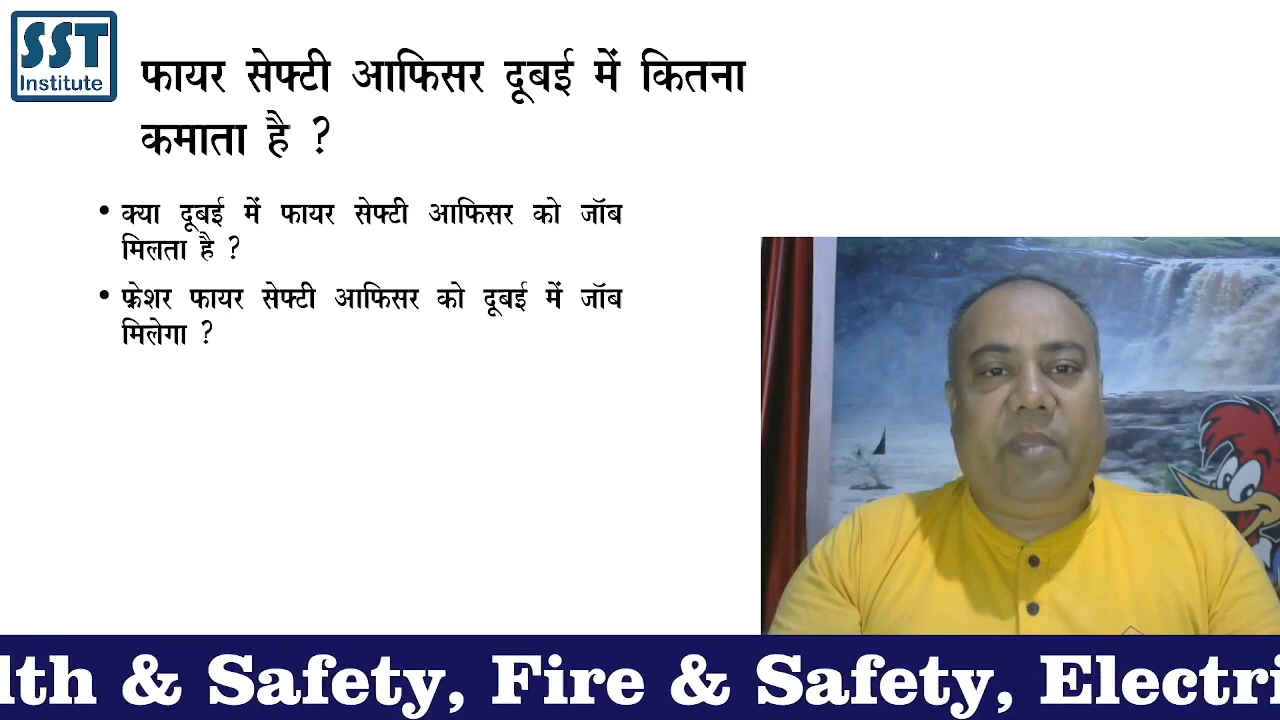 SST
Institute
फायर सेफ्टी आफिसर दूबई में कितना
कमाता है ?
• क्या दूबई में फायर सेफ्टी आफिसर को जॉब
मिलता है ?
• फ्रेशर फायर सेफ्टी आफिसर को दूबई में जॉब
मिलेगा ?
lth & Safety, Fire & Safety, Electri